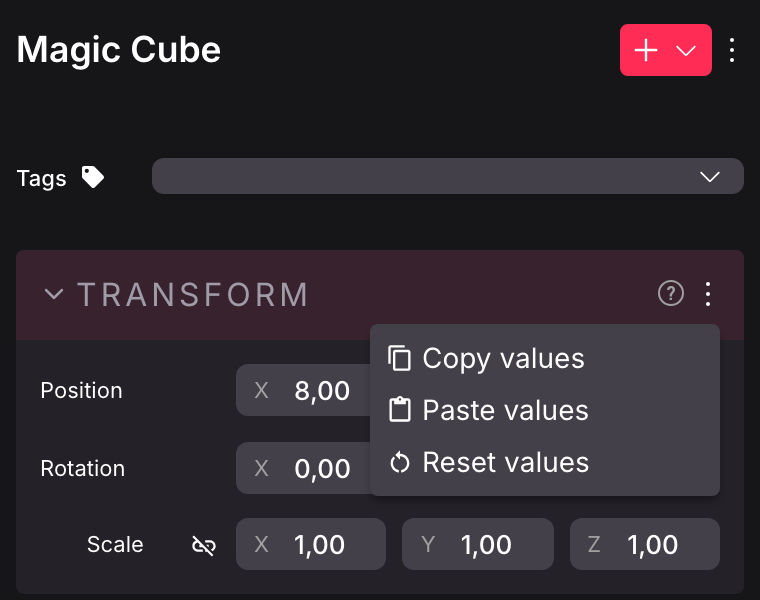 Magic Cube
Tags
TRANSFORM
?
Copy values
Position X 8,00
Paste values
Rotation X 0,00
Reset values
Scale X 1,00 Y 1,00 Z 1,00